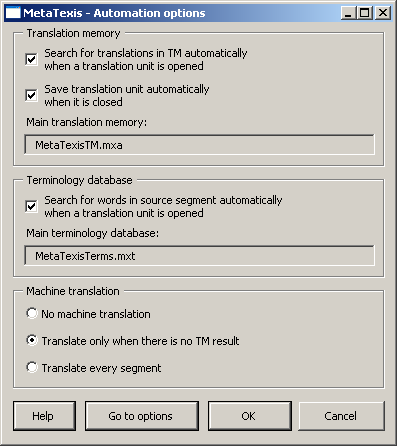 MetaTexis - Automation options
Translation memory
Search for translations in TM automatically
when a translation unit is opened
Save translation unit automatically
when it is closed
Main translation memory:
MetaTexisTM.mxa
Terminology database
Search for words in source segment automatically
when a translation unit is opened
Main terminology database:
MetaTexisTerms.mxt
Machine translation
No machine translation
Translate only when there is no TM result
Translate every segment
Help Go to options OK Cancel